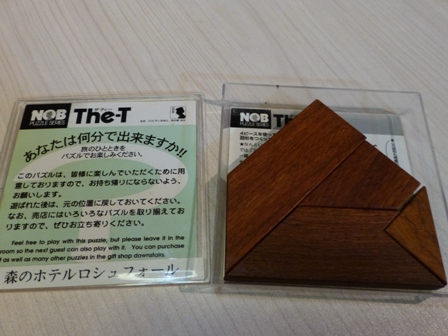 NOB
PUZZLE SERIES
The-T
ザ・ティー
あなたは何分で出来ますか!!
旅のひとときを
パズルでお楽しみください。
このパズルは、皆様に楽しんでいただくために用
意しておりますので、お持ち帰りにならないよう、
お願いします。
遊ばれた後は、元の位置に戻しておいてください。
なお、売店にはいろいろなパズルを取り揃えてお
りますので、ぜひお立ち寄りください。
Feel free to play with this puzzle, but please leave it in the
room so the next guest can also play with it. You can purchase
as well as many other puzzles in the gift shop downstairs.
森のホテルロシュフォール
NOB
PUZZLE SERIES
4ピースを使っ